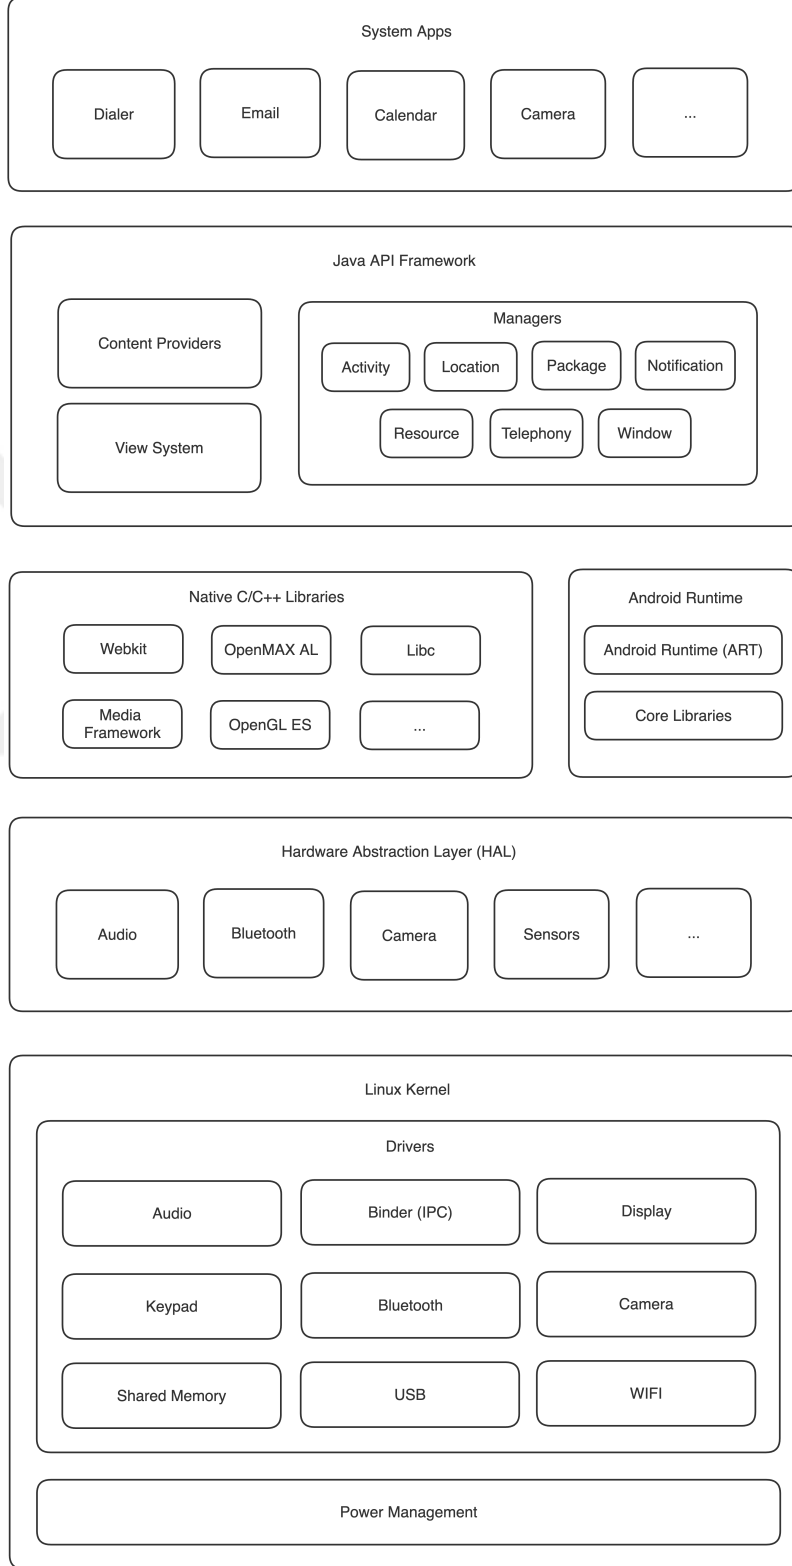 System Apps
Dialer
Email
Calendar
Camera
...
Java API Framework
Content Providers
View System
Managers
Activity
Location
Package
Notification
Resource
Telephony
Window
Native C/C++ Libraries
Webkit
OpenMAX AL
Libc
Media
Framework
OpenGL ES
...
Android Runtime
Android Runtime (ART)
Core Libraries
Hardware Abstraction Layer (HAL)
Audio
Bluetooth
Camera
Sensors
...
Linux Kernel
Drivers
Audio
Binder (IPC)
Display
Keypad
Bluetooth
Camera
Shared Memory
USB
WIFI
Power Management